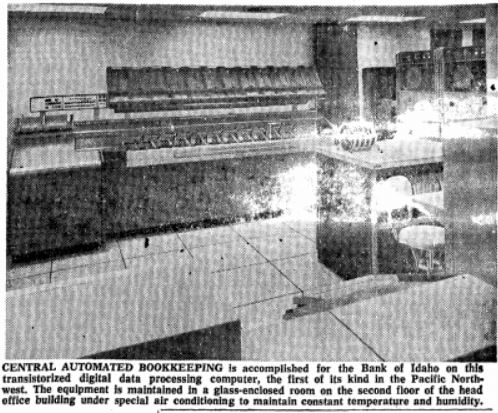 CENTRAL AUTOMATED BOOKKEEPING is accomplished for the Bank of Idaho on this
transistorized digital data processing computer, the first of its kind in the Pacific North-
west. The equipment is maintained in a glass-enclosed room on the second floor of the head
office building under special air conditioning to maintain constant temperature and humidity.